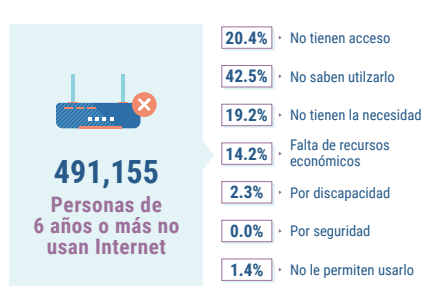 491,155
Personas de
6 años o más no
usan Internet
20.4% No tienen acceso
42.5% No saben utilzarlo
19.2% No tienen la necesidad
14.2% Falta de recursos
económicos
2.3% Por discapacidad
0.0% Por seguridad
1.4% No le permiten usarlo